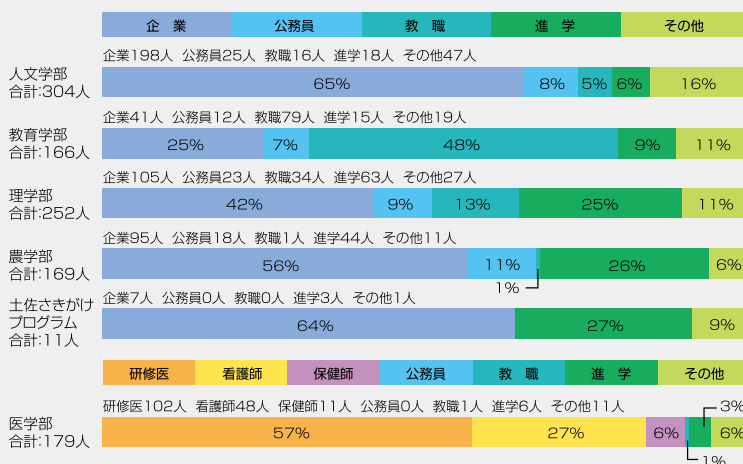 企　業　公務員　教　職　進　学　その他
企業198人 公務員25人 教職16人 進学18人 その他47人
人文学部
合計:304人
65%　8%　5%　6%　16%
企業41人 公務員12人 教職79人 進学15人 その他19人
教育学部
合計:166人
25%　7%　48%　9%　11%
企業105人 公務員23人 教職34人 進学63人 その他27人
理学部
合計:252人
42%　9%　13%　25%　11%
企業95人 公務員18人 教職1人 進学44人 その他11人
農学部
合計:169人
56%　11%　26%　6%
1%
企業7人 公務員0人 教職0人 進学3人 その他1人
土佐さきがけ
プログラム
合計:11人
64%　27%　9%
研修医　看護師　保健師　公務員　教　職　進　学　その他
研修医102人 看護師48人 保健師11人 公務員0人 教職1人 進学6人 その他11人
3%
医学部
合計:179人
57%　27%　6%　6%
1%